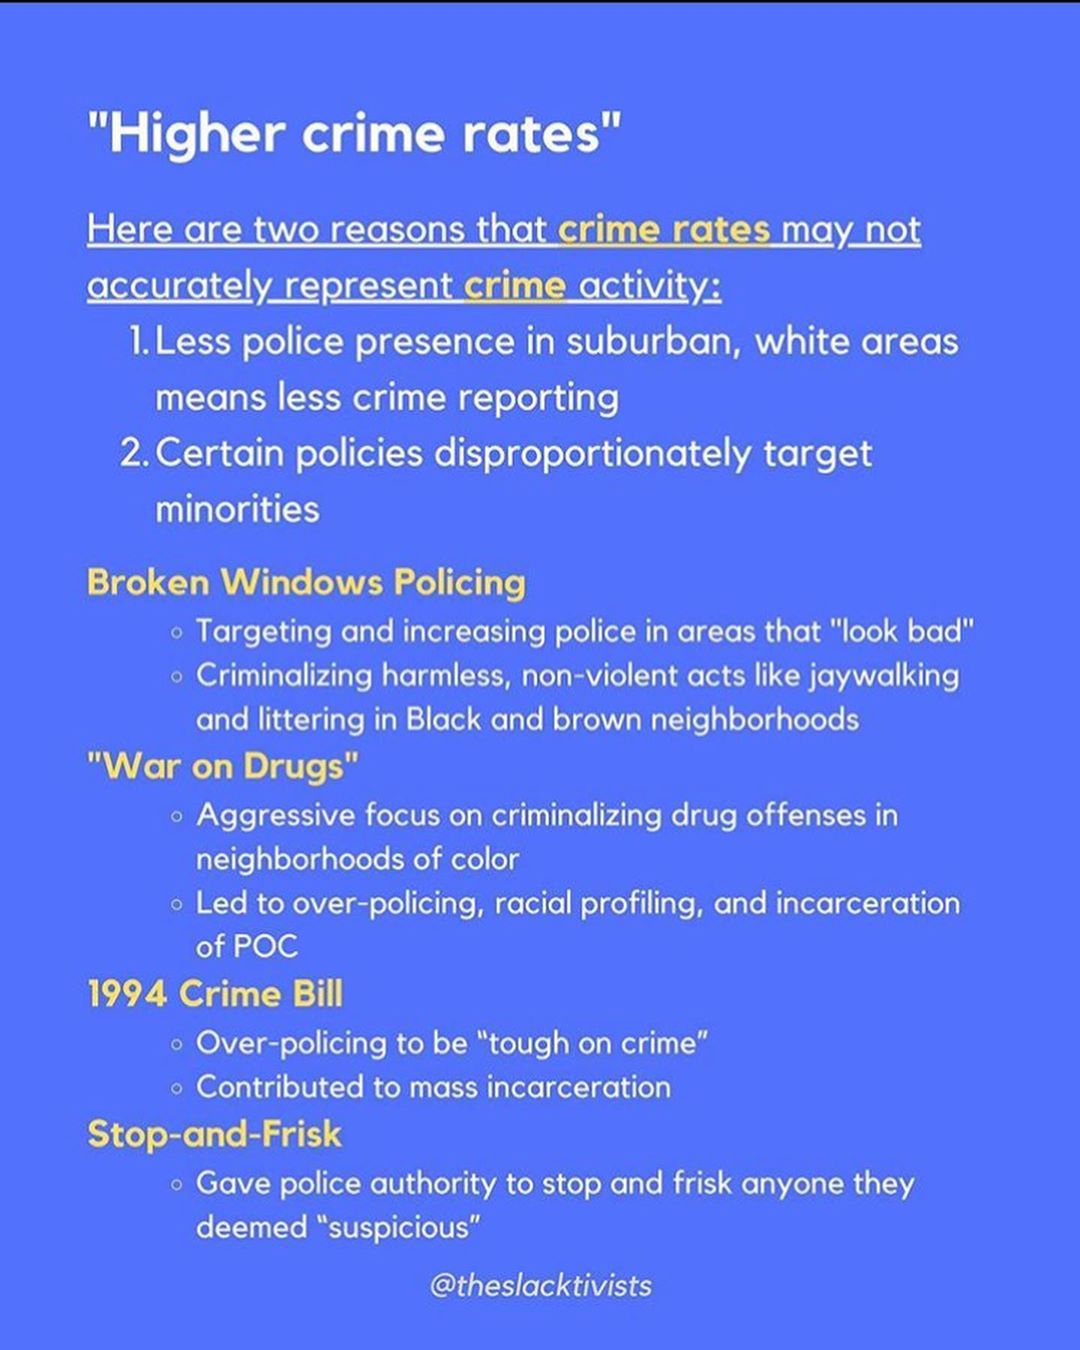 "Higher crime rates"
Here are two reasons that crime rates may not
accurately represent crime activity:
1. Less police presence in suburban, white areas
means less crime reporting
2. Certain policies disproportionately target
minorities
Broken Windows Policing
◦ Targeting and increasing police in areas that "look bad"
◦ Criminalizing harmless, non-violent acts like jaywalking
and littering in Black and brown neighborhoods
"War on Drugs"
◦ Aggressive focus on criminalizing drug offenses in
neighborhoods of color
◦ Led to over-policing, racial profiling, and incarceration
of POC
1994 Crime Bill
◦ Over-policing to be “tough on crime”
◦ Contributed to mass incarceration
Stop-and-Frisk
◦ Gave police authority to stop and frisk anyone they
deemed “suspicious”
@theslacktivists